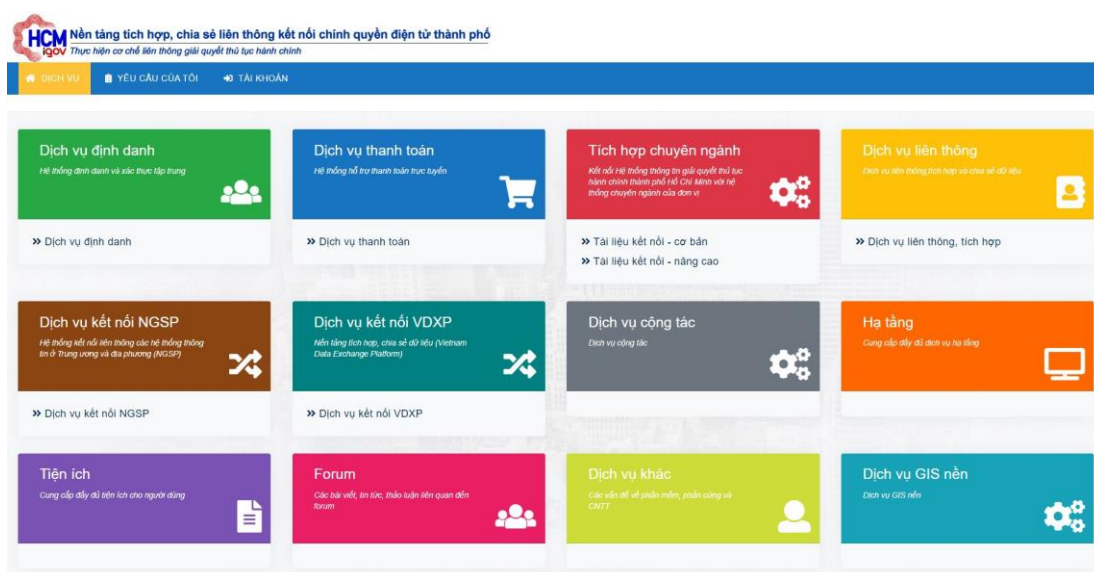 HCM
igov
Nền tảng tích hợp, chia sẻ liên thông kết nối chính quyền điện tử thành phố
Thực hiện cơ chế liên thông giải quyết thủ tục hành chính
DỊCH VỤ YÊU CẦU CỦA TÔI TÀI KHOẢN
Dịch vụ định danh
Hệ thống định danh và xác thực tập trung
Dịch vụ định danh
Dịch vụ thanh toán
Hệ thống hỗ trợ thanh toán trực tuyến
Dịch vụ thanh toán
Tích hợp chuyên ngành
Kết nối Hệ thống thông tin giải quyết thủ tục
hành chính thành phố Hồ Chí Minh với hệ
thống chuyên ngành của đơn vị
Tài liệu kết nối - cơ bản
Tài liệu kết nối - nâng cao
Dịch vụ liên thông
Dịch vụ liên thông tích hợp và chia sẻ dữ liệu
Dịch vụ liên thông, tích hợp
Dịch vụ kết nối NGSP
Hệ thống kết nối liên thông các hệ thống thông
tin ở Trung ương và địa phương (NGSP)
Dịch vụ kết nối NGSP
Dịch vụ kết nối VDXP
Nền tảng tích hợp, chia sẻ dữ liệu (Vietnam
Data Exchange Platform)
Dịch vụ kết nối VDXP
Dịch vụ cộng tác
Dịch vụ cộng tác
Hạ tầng
Cung cấp đầy đủ dịch vụ hạ tầng
Tiện ích
Cung cấp đầy đủ tiện ích cho người dùng
Forum
Các bài viết, tin tức, thảo luận liên quan đến
forum
Dịch vụ khác
Các vấn đề về phần mềm, phần cứng và
CNTT
Dịch vụ GIS nền
Dịch vụ GIS nền